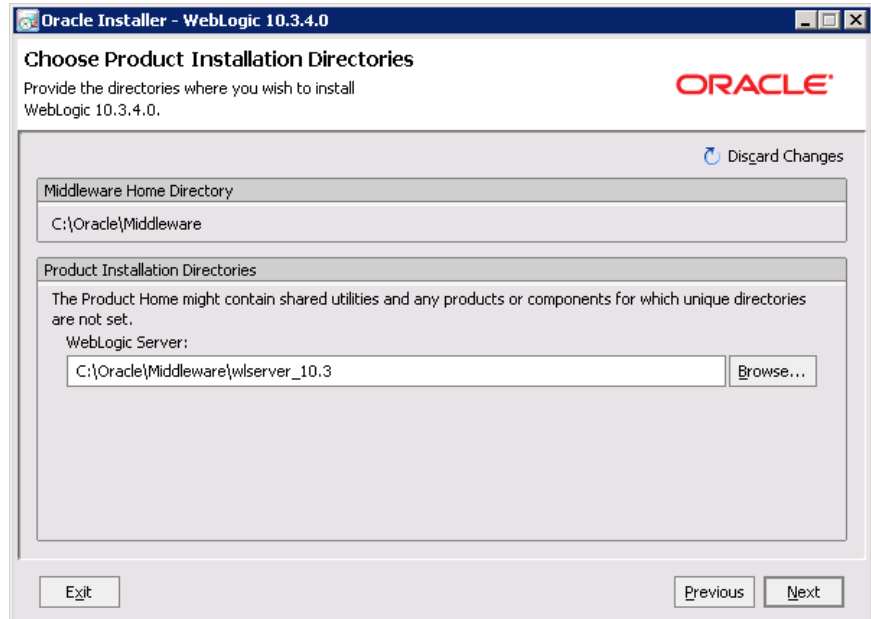 Oracle Installer - WebLogic 10.3.4.0
Choose Product Installation Directories
Provide the directories where you wish to install
WebLogic 10.3.4.0.
ORACLE
Discard Changes
Middleware Home Directory
C:\Oracle\Middleware
Product Installation Directories
The Product Home might contain shared utilities and any products or components for which unique directories
are not set.
WebLogic Server:
C:\Oracle\Middleware\wlserver_10.3
Browse...
Exit
Previous
Next